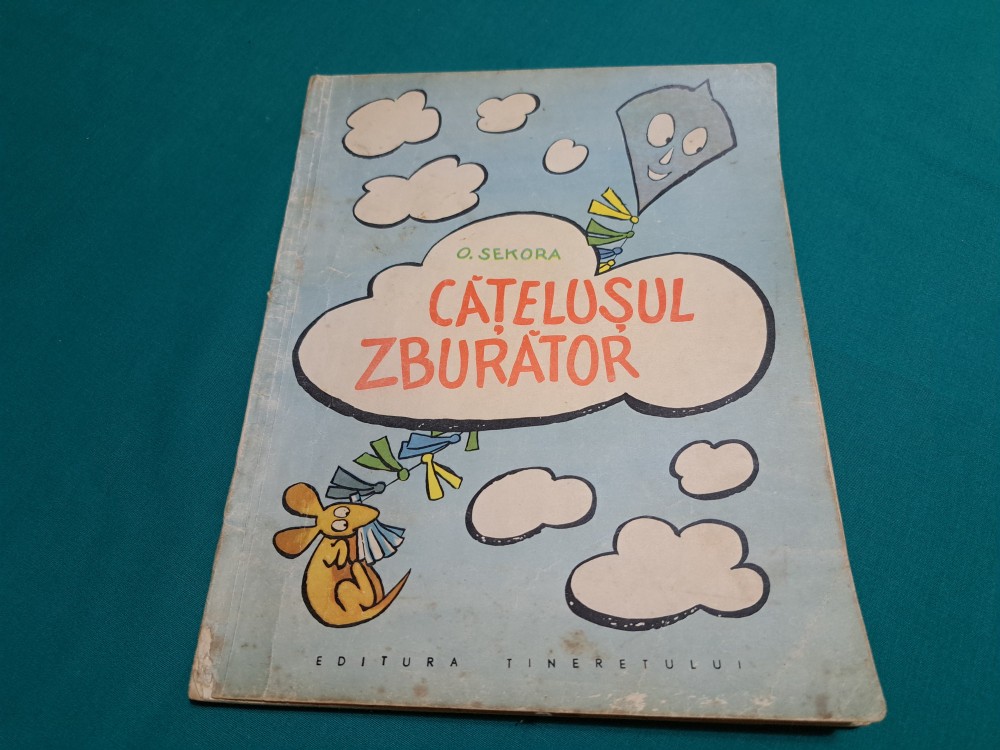 O. SEKORA
CĂȚELUȘUL
ZBURĂTOR
EDITURA TINERETULUI